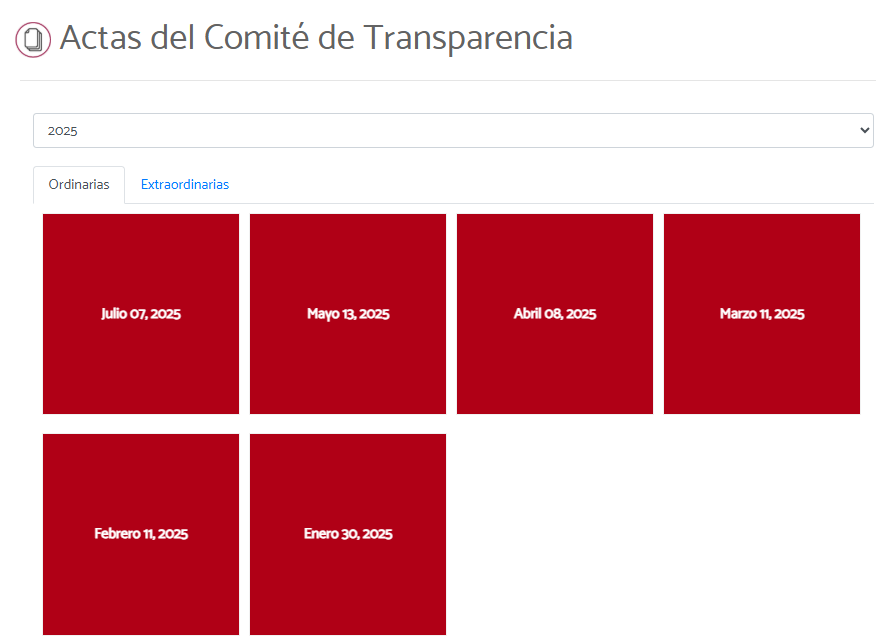 Actas del Comité de Transparencia
2025
Ordinarias
Extraordinarias
Julio 07, 2025
Mayo 13, 2025
Abril 08, 2025
Marzo 11, 2025
Febrero 11, 2025
Enero 30, 2025